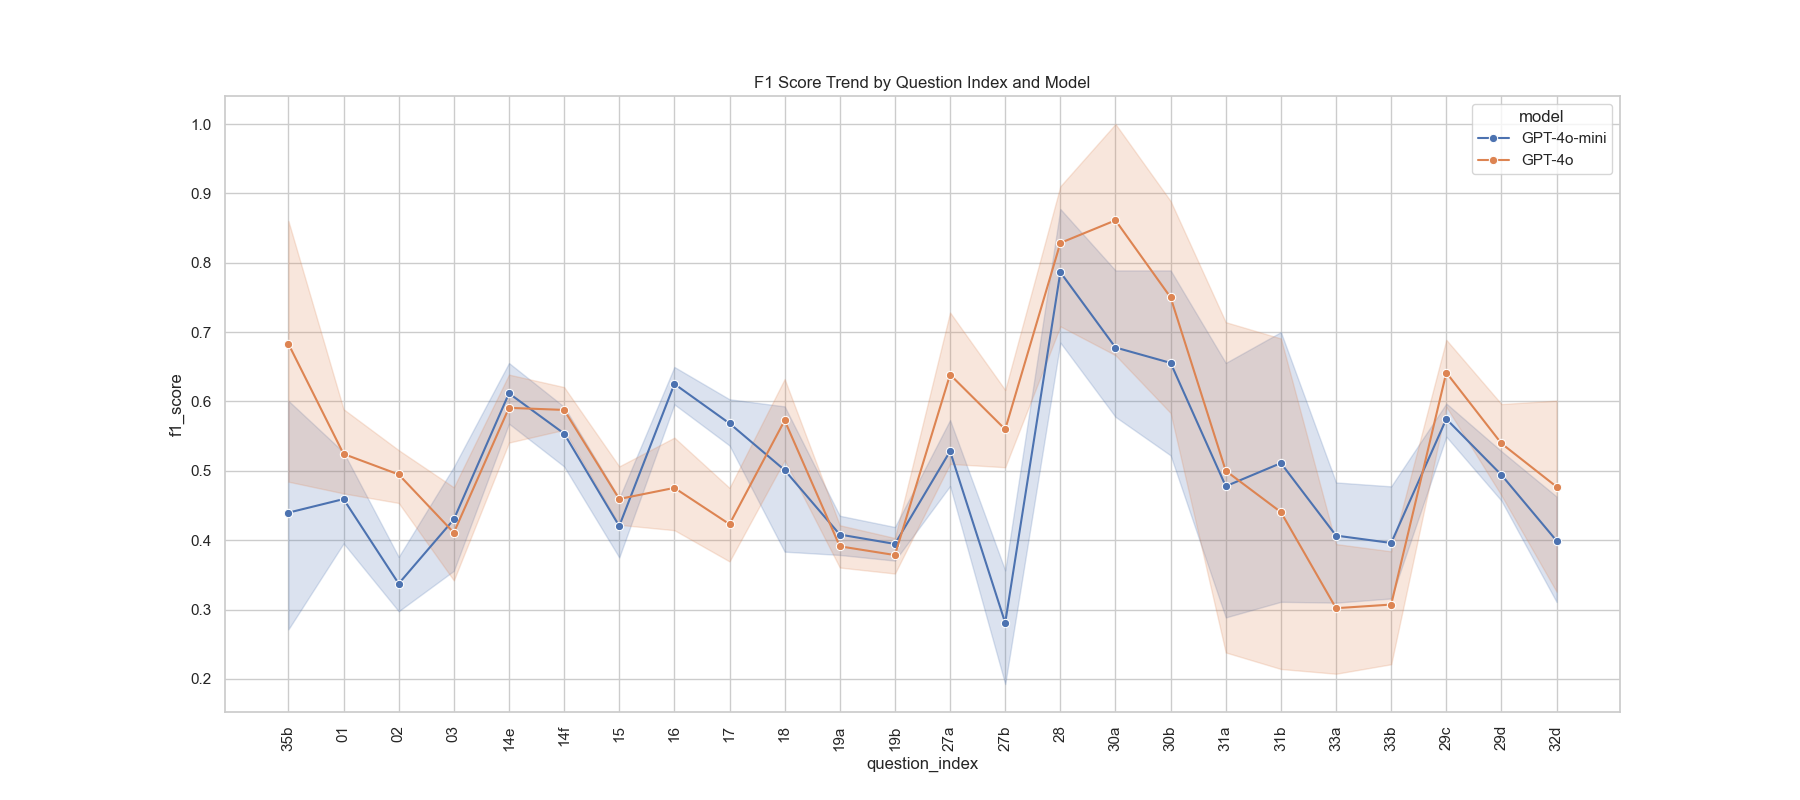 F1 Score Trend by Question Index and Model
model
GPT-4o-mini
GPT-4o
f1_score
1.0
0.9
0.8
0.7
0.6
0.5
0.4
0.3
0.2
35b
01
02
03
14e
14f
15
16
17
18
19a
19b
27a
27b
28
30a
30b
31a
31b
33a
33b
29c
29d
32d
question_index